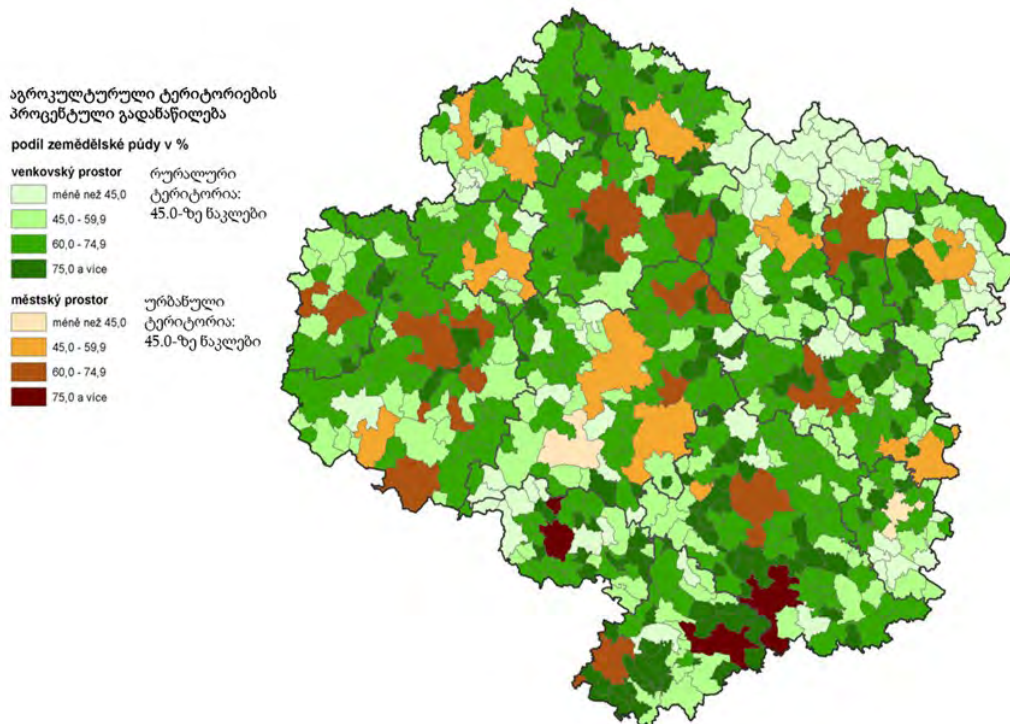 აგროკულტურული ტერიტორიების
პროცენტული გადანაწილება
podíl zemědělské půdy v %
venkovský prostor
méně než 45,0
45,0 - 59,9
60,0 - 74,9
75,0 a více
რურალური
ტერიტორია:
45.0-ზე ნაკლები
městský prostor
méně než 45,0
45,0 - 59,9
60,0 - 74,9
75,0 a více
ურბანული
ტერიტორია:
45.0-ზე ნაკლები